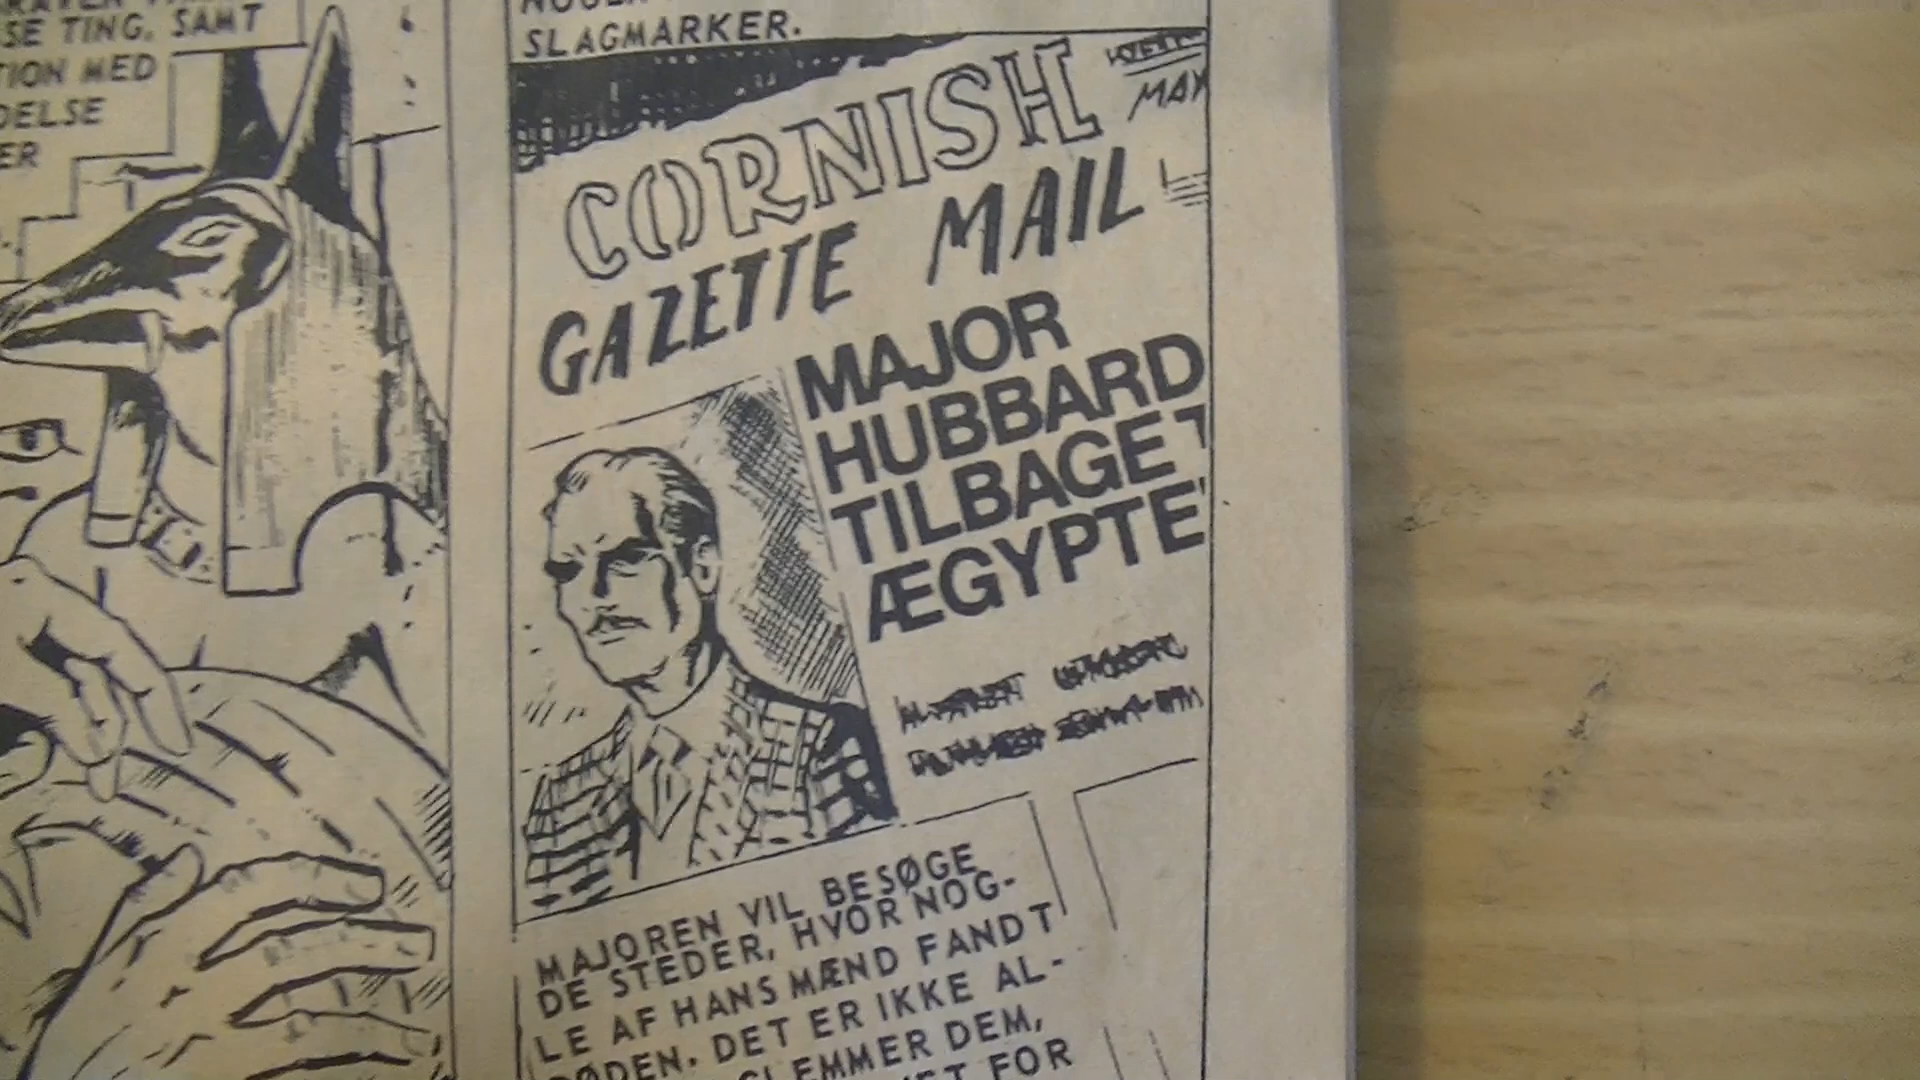 SE TING, SAMT
TION MED
DELSE
ER
SLAGMARKER.
CORNISH
MAY
GAZETTE MAIL
MAJOR
HUBBARD
TILBAGE T
ÆGYPTE
MAJOREN VIL BESØGE
DE STEDER, HVOR NOG-
LE AF HANS MÆND FANDT
DØDEN. DET ER IKKE AL-
GLEMMER DEM,
FOR